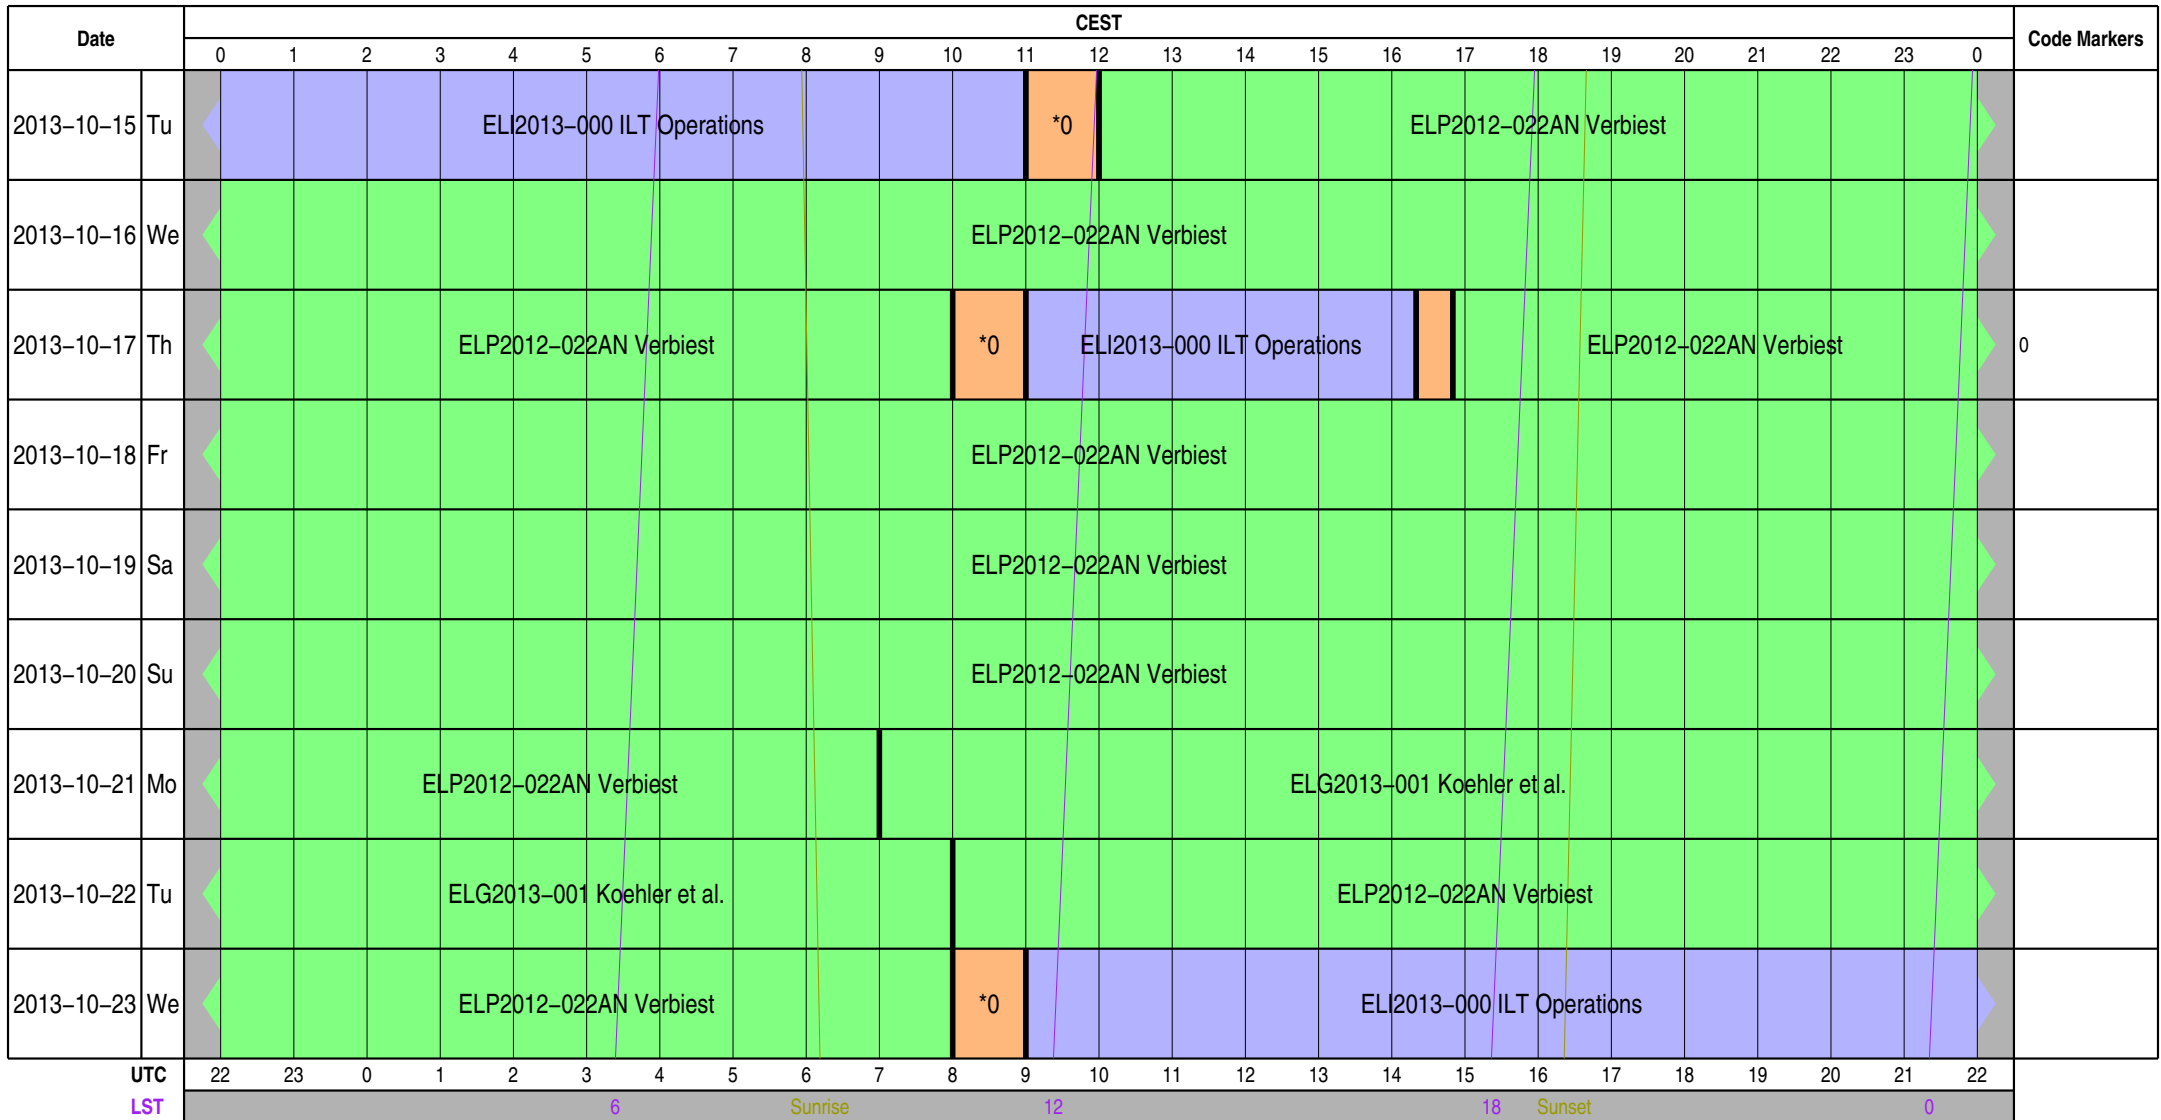 Date CEST Code Markers
0 1 2 3 4 5 6 7 8 9 10 11 12 13 14 15 16 17 18 19 20 21 22 23 0
2013−10−15 Tu ELI2013−000 ILT Operations *0 ELP2012−022AN Verbiest
2013−10−16 We ELP2012−022AN Verbiest
2013−10−17 Th ELP2012−022AN Verbiest *0 ELI2013−000 ILT Operations ELP2012−022AN Verbiest 0
2013−10−18 Fr ELP2012−022AN Verbiest
2013−10−19 Sa ELP2012−022AN Verbiest
2013−10−20 Su ELP2012−022AN Verbiest
2013−10−21 Mo ELP2012−022AN Verbiest ELG2013−001 Koehler et al.
2013−10−22 Tu ELG2013−001 Koehler et al. ELP2012−022AN Verbiest
2013−10−23 We ELP2012−022AN Verbiest *0 ELI2013−000 ILT Operations
UTC 22 23 0 1 2 3 4 5 6 7 8 9 10 11 12 13 14 15 16 17 18 19 20 21 22
LST 6 Sunrise 12 18 Sunset 0